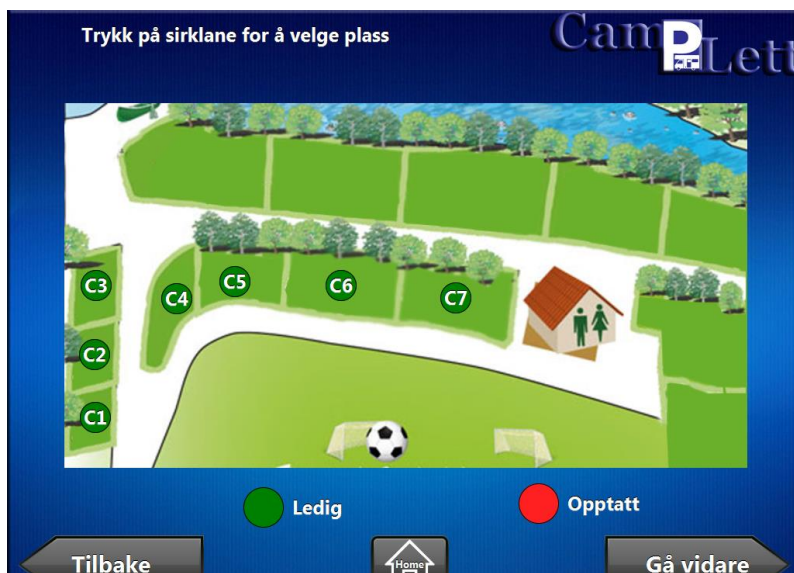 Trykk på sirklane for å velge plass
CamPLett
C3
C4
C5
C6
C7
C2
C1
Ledig
Opptatt
Tilbake
Home
Gå vidare